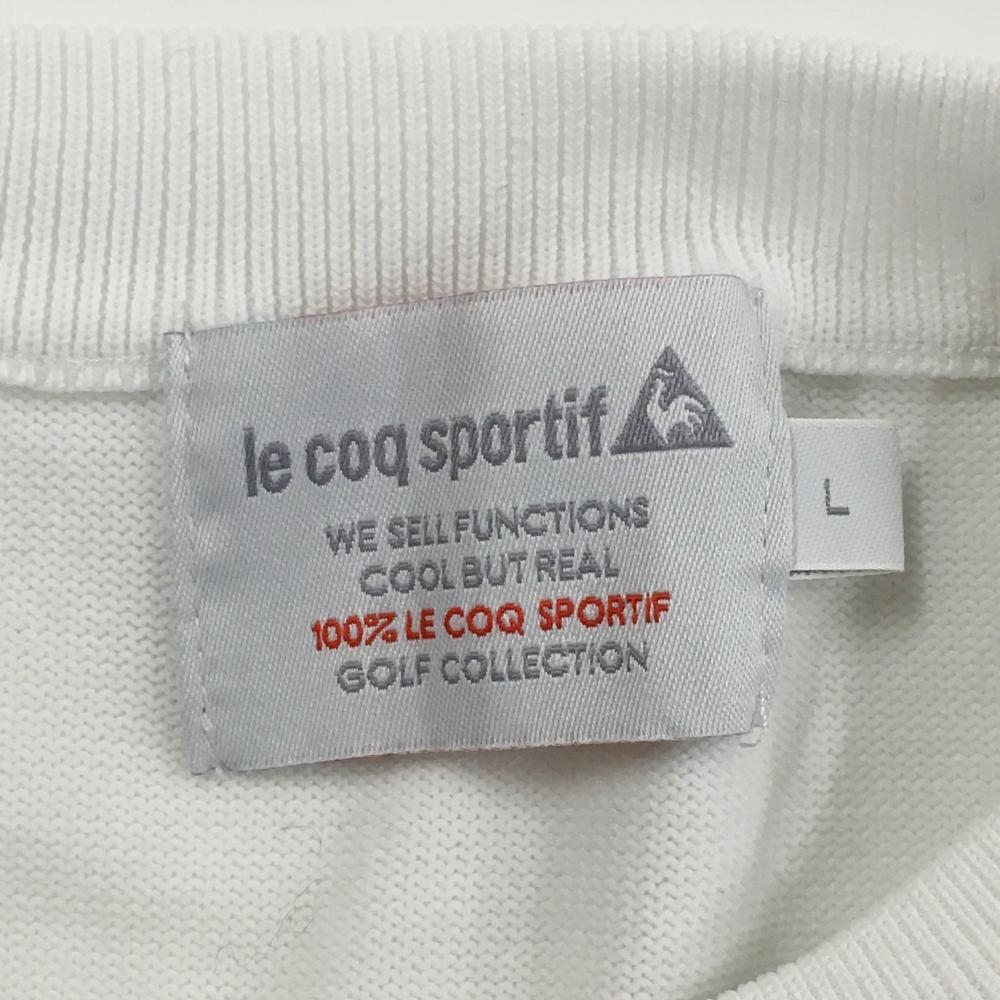 le coq sportif
WE SELL FUNCTIONS
COOL BUT REAL
100% LE COQ SPORTIF
GOLF COLLECTION
L